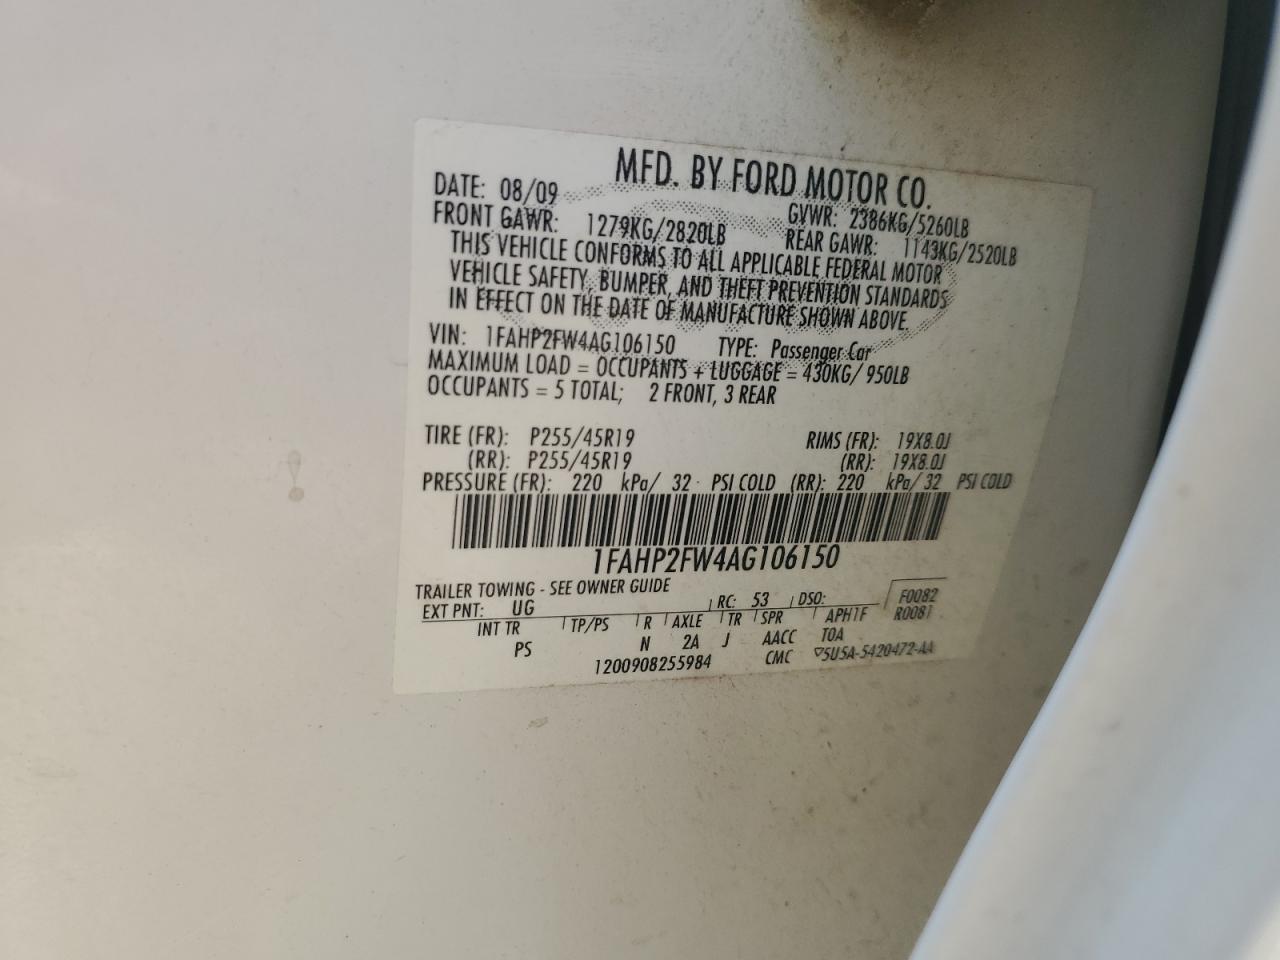 MFD. BY FORD MOTOR CO.
DATE: 08/09 GVWR: 2386KG/5260LB
FRONT GAWR: 1279KG/2820LB REAR GAWR: 1143KG/2520LB
THIS VEHICLE CONFORMS TO ALL APPLICABLE FEDERAL MOTOR
VEHICLE SAFETY, BUMPER, AND THEFT PREVENTION STANDARDS
IN EFFECT ON THE DATE OF MANUFACTURE SHOWN ABOVE.
VIN: 1FAHP2FW4AG106150 TYPE: Passenger Car
MAXIMUM LOAD = OCCUPANTS + LUGGAGE = 430KG/ 950LB
OCCUPANTS = 5 TOTAL; 2 FRONT, 3 REAR
TIRE (FR): P255/45R19 RIMS (FR): 19X8.0J
(RR): P255/45R19 (RR): 19X8.0J
PRESSURE (FR): 220 kPa/ 32 PSI COLD (RR): 220 kPa/ 32 PSI COLD
1FAHP2FW4AG106150
TRAILER TOWING - SEE OWNER GUIDE
EXT PNT: UG RC: 53 DSO: F0082
INT TR TP/PS R AXLE TR SPR APH1F R0081
PS N 2A J AACC TOA
1200908255984 CMC ▽5U5A-5420472-AA